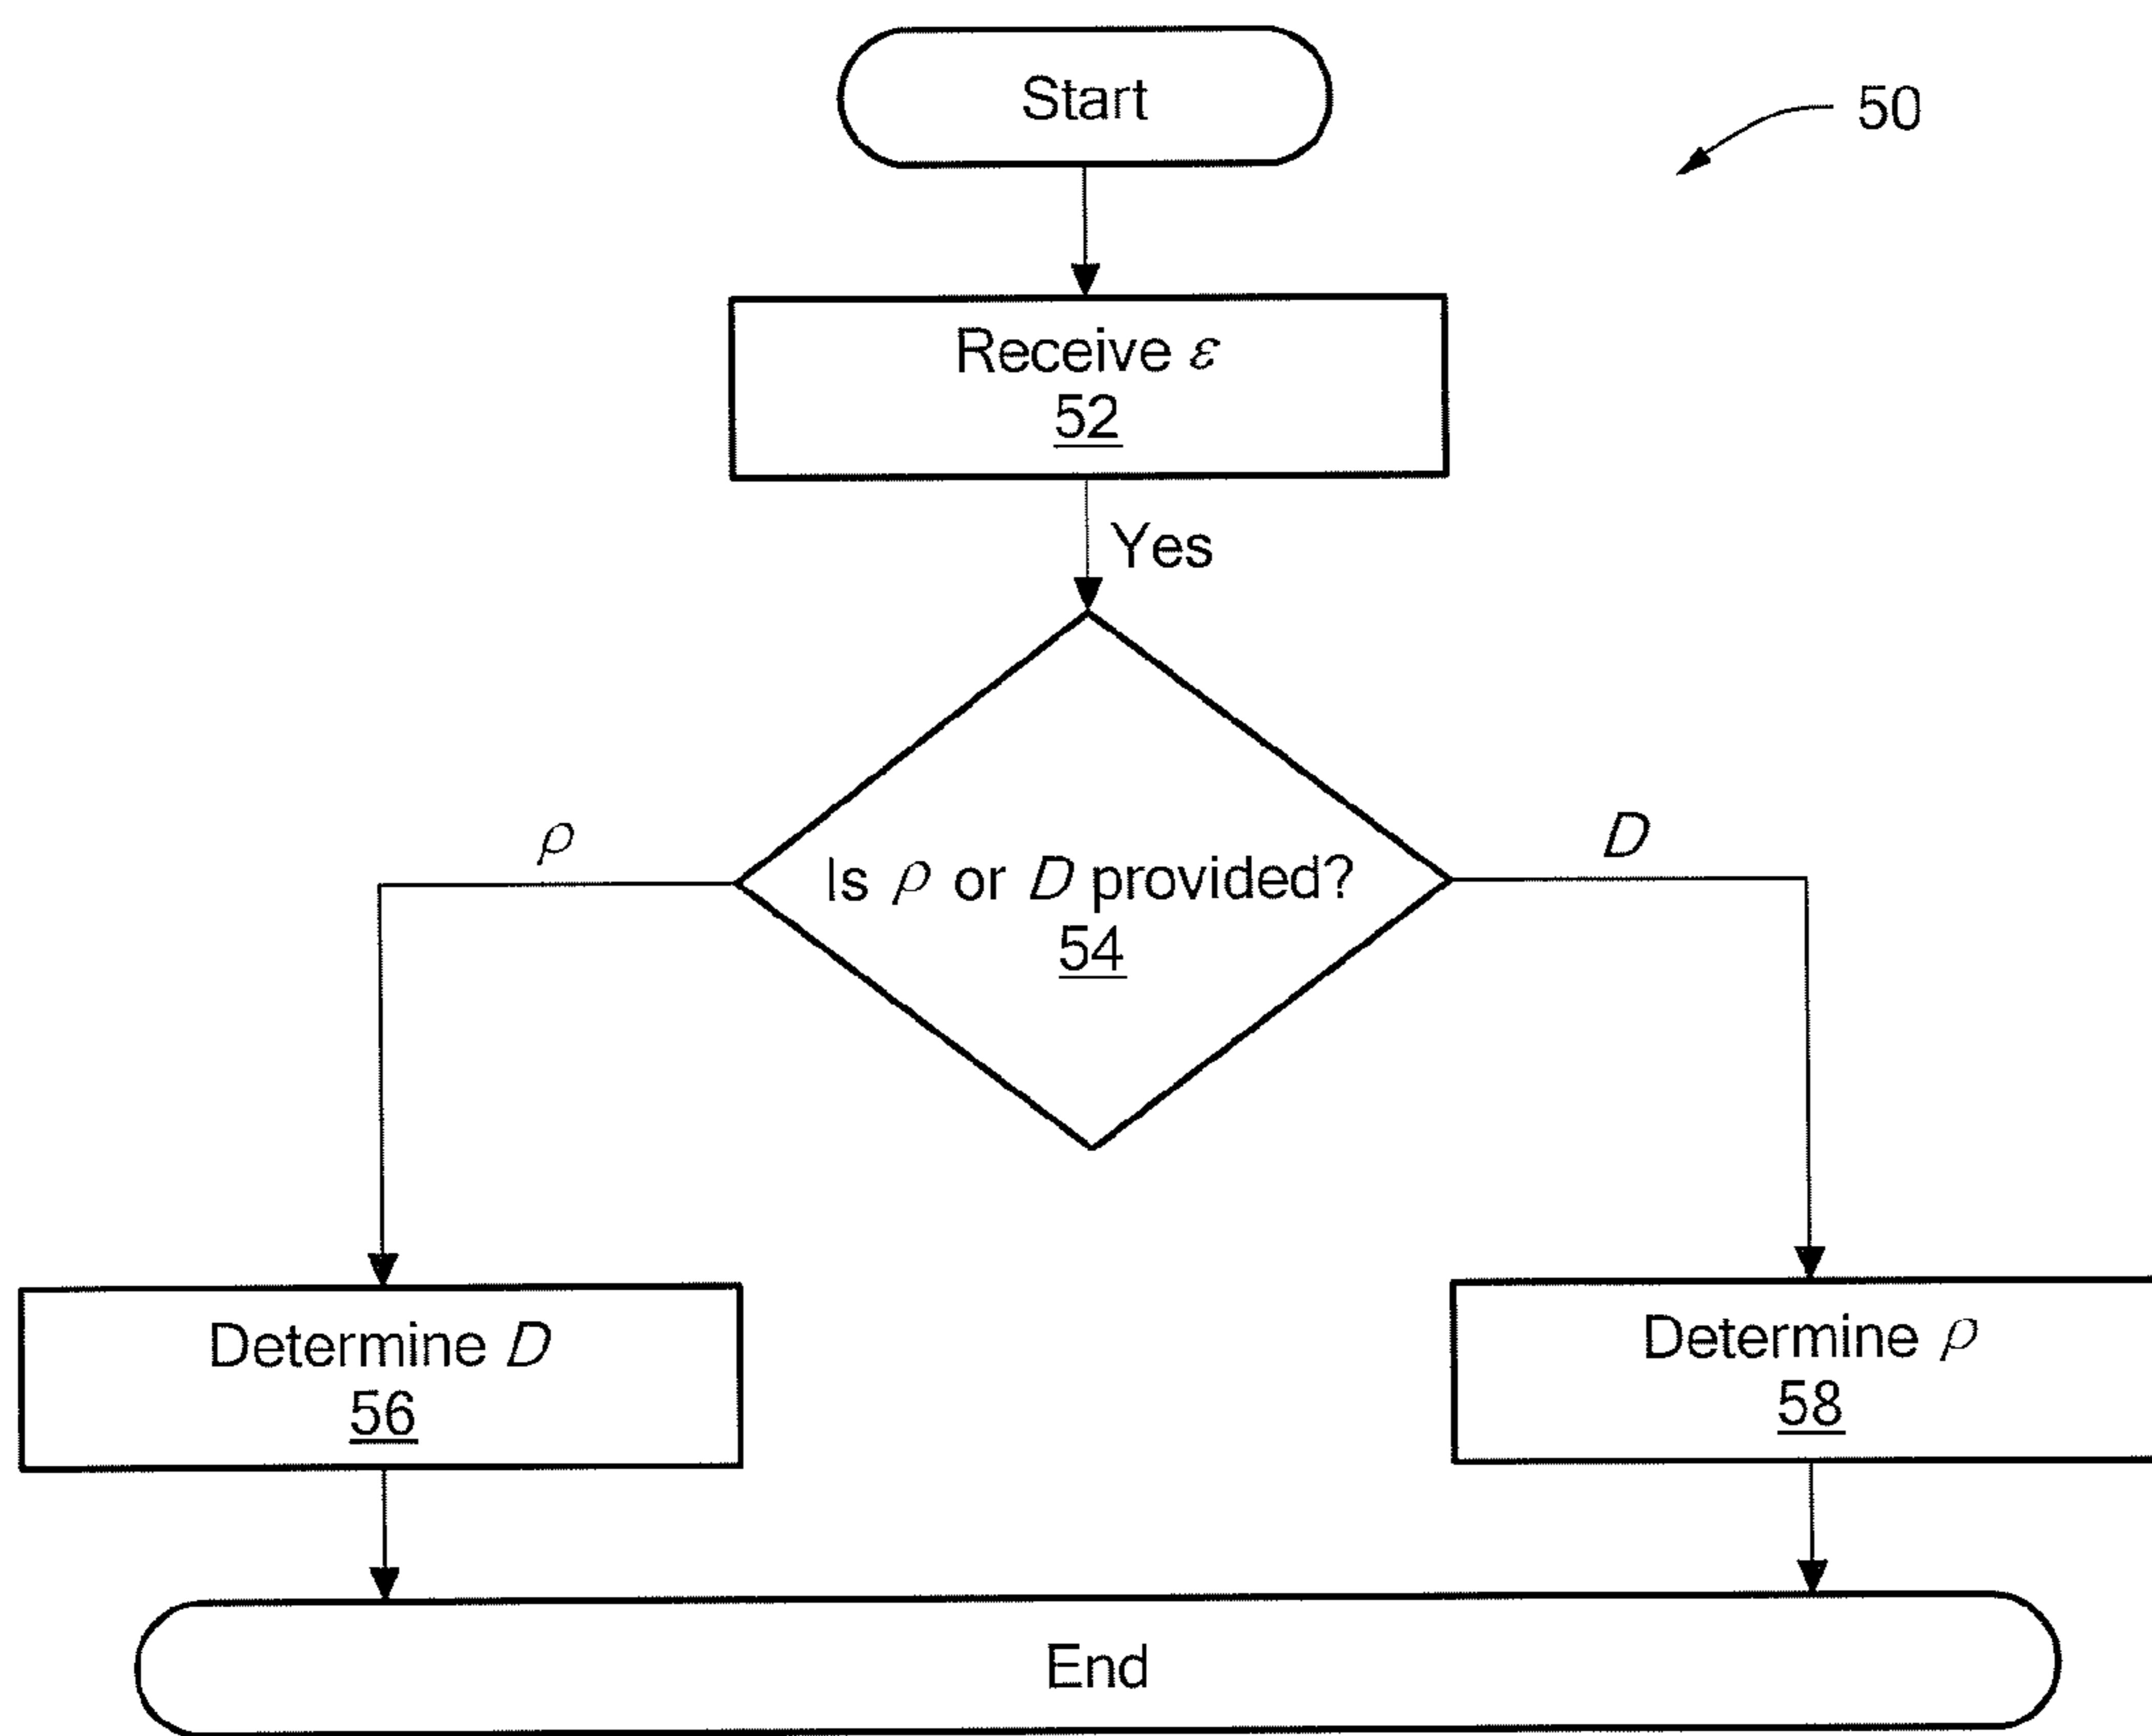 Start
50
Receive ε
52
Yes
Is ρ or D provided?
54
ρ
D
Determine D
56
Determine ρ
58
End